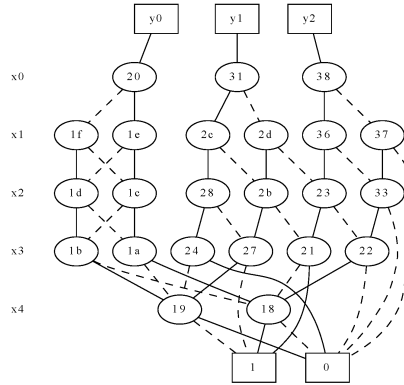 y0 y1 y2
x0 20 31 38
x1 1f 1e 2c 2d 36 37
x2 1d 1c 28 2b 23 33
x3 1b 1a 24 27 21 22
x4 19 18
1 0